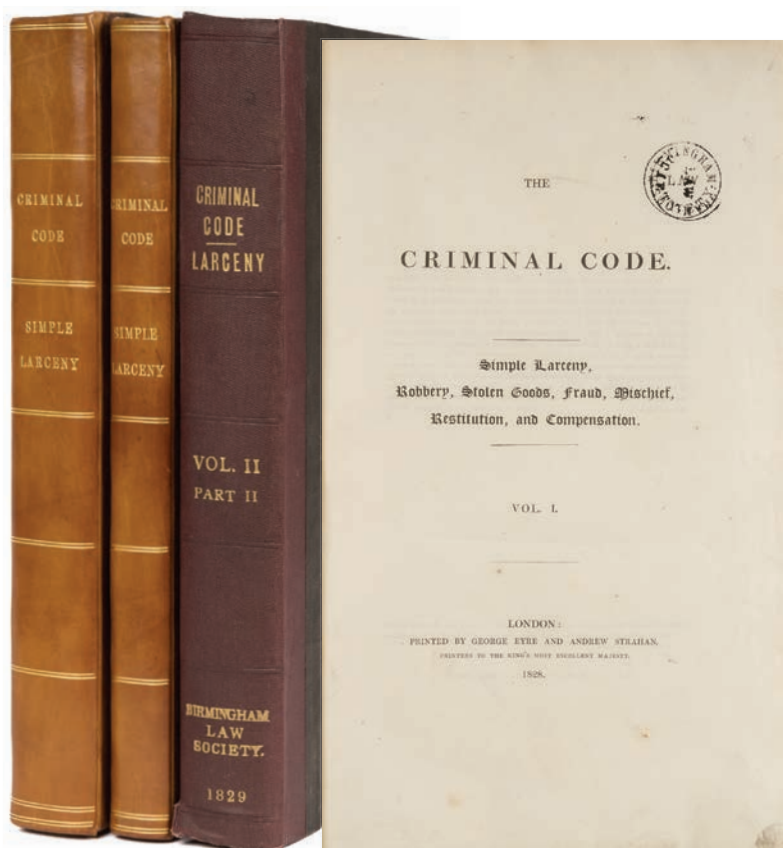 CRIMINAL
CODE
SIMPLE
LARCENY
CRIMINAL
CODE
SIMPLE
LARCENY
CRIMINAL
CODE
LARCENY
VOL. II
PART II
BIRMINGHAM
LAW
SOCIETY.
1829
THE
CRIMINAL CODE.
Simple Larceny,
Robbery, Stolen Goods, Fraud, Mischief,
Restitution, and Compensation.
VOL. I.
LONDON:
PRINTED BY GEORGE EYRE AND ANDREW STRAHAN,
PRINTERS TO THE KING'S MOST EXCELLENT MAJESTY.
1828.